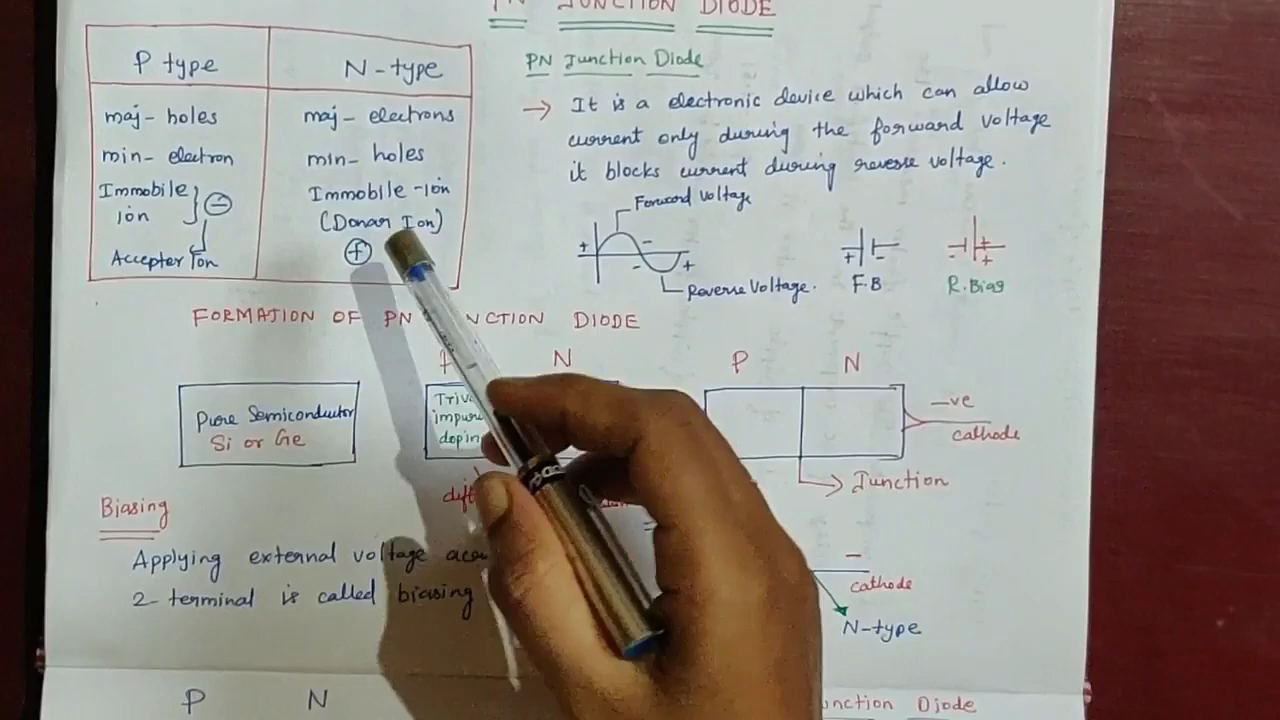 JUNCTION DIODE
P type
N-type
maj- holes
maj- electrons
min- electron
min- holes
Immobile ion
⊖
Immobile -ion
(Donar Ion)
⊕
Accepter Ion
PN Junction Diode
→ It is a electronic device which can allow
current only during the forward voltage
it blocks current during reverse voltage.
Forward Voltage
+
-
-
+
Reverse Voltage.
+ -
F.B
- +
+
R.Bias
FORMATION OF PN DIODE
N
P N
Pure Semiconductor
Si or Ge
dopin
-ve
cathode
Junction
Biasing
Applying external voltage
2- terminal is called biasing
-
cathode
N-type
P N
Diode